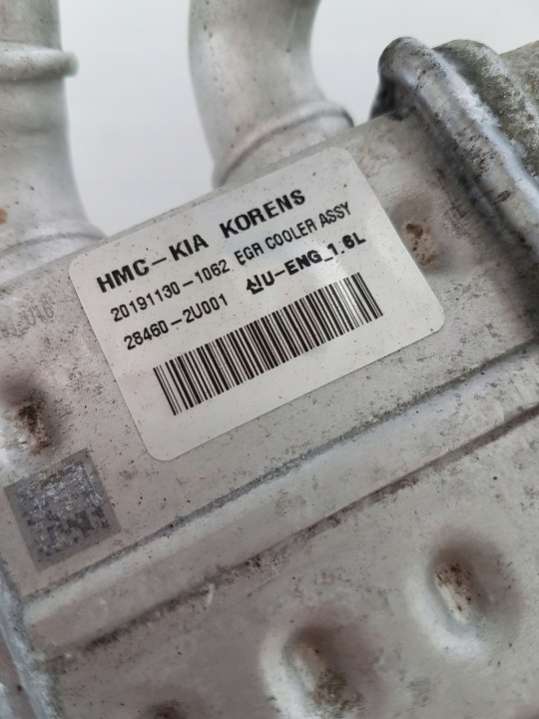 HMC-KIA KORENS
20191130-1062 EGR COOLER ASSY
28460-2U001 신U-ENG_1.6L